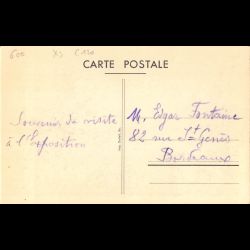 600 X3 C120
CARTE POSTALE
Souvenir de visite
à l'Exposition
M. Edgar Fontaine
82 rue St Genès
Bordeaux